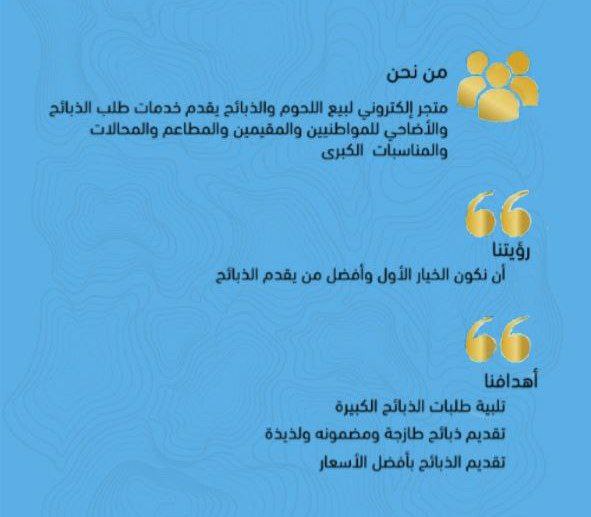 من نحن
متجر إلكتروني لبيع اللحوم والذبائح يقدم خدمات طلب الذبائح
والأضاحي للمواطنيين والمقيمين والمطاعم والمحالات
والمناسبات الكبرى
رؤيتنا
أن نكون الخيار الأول وأفضل من يقدم الذبائح
أهدافنا
تلبية طلبات الذبائح الكبيرة
تقديم ذبائح طازجة ومضمونه ولذيذة
تقديم الذبائح بأفضل الأسعار